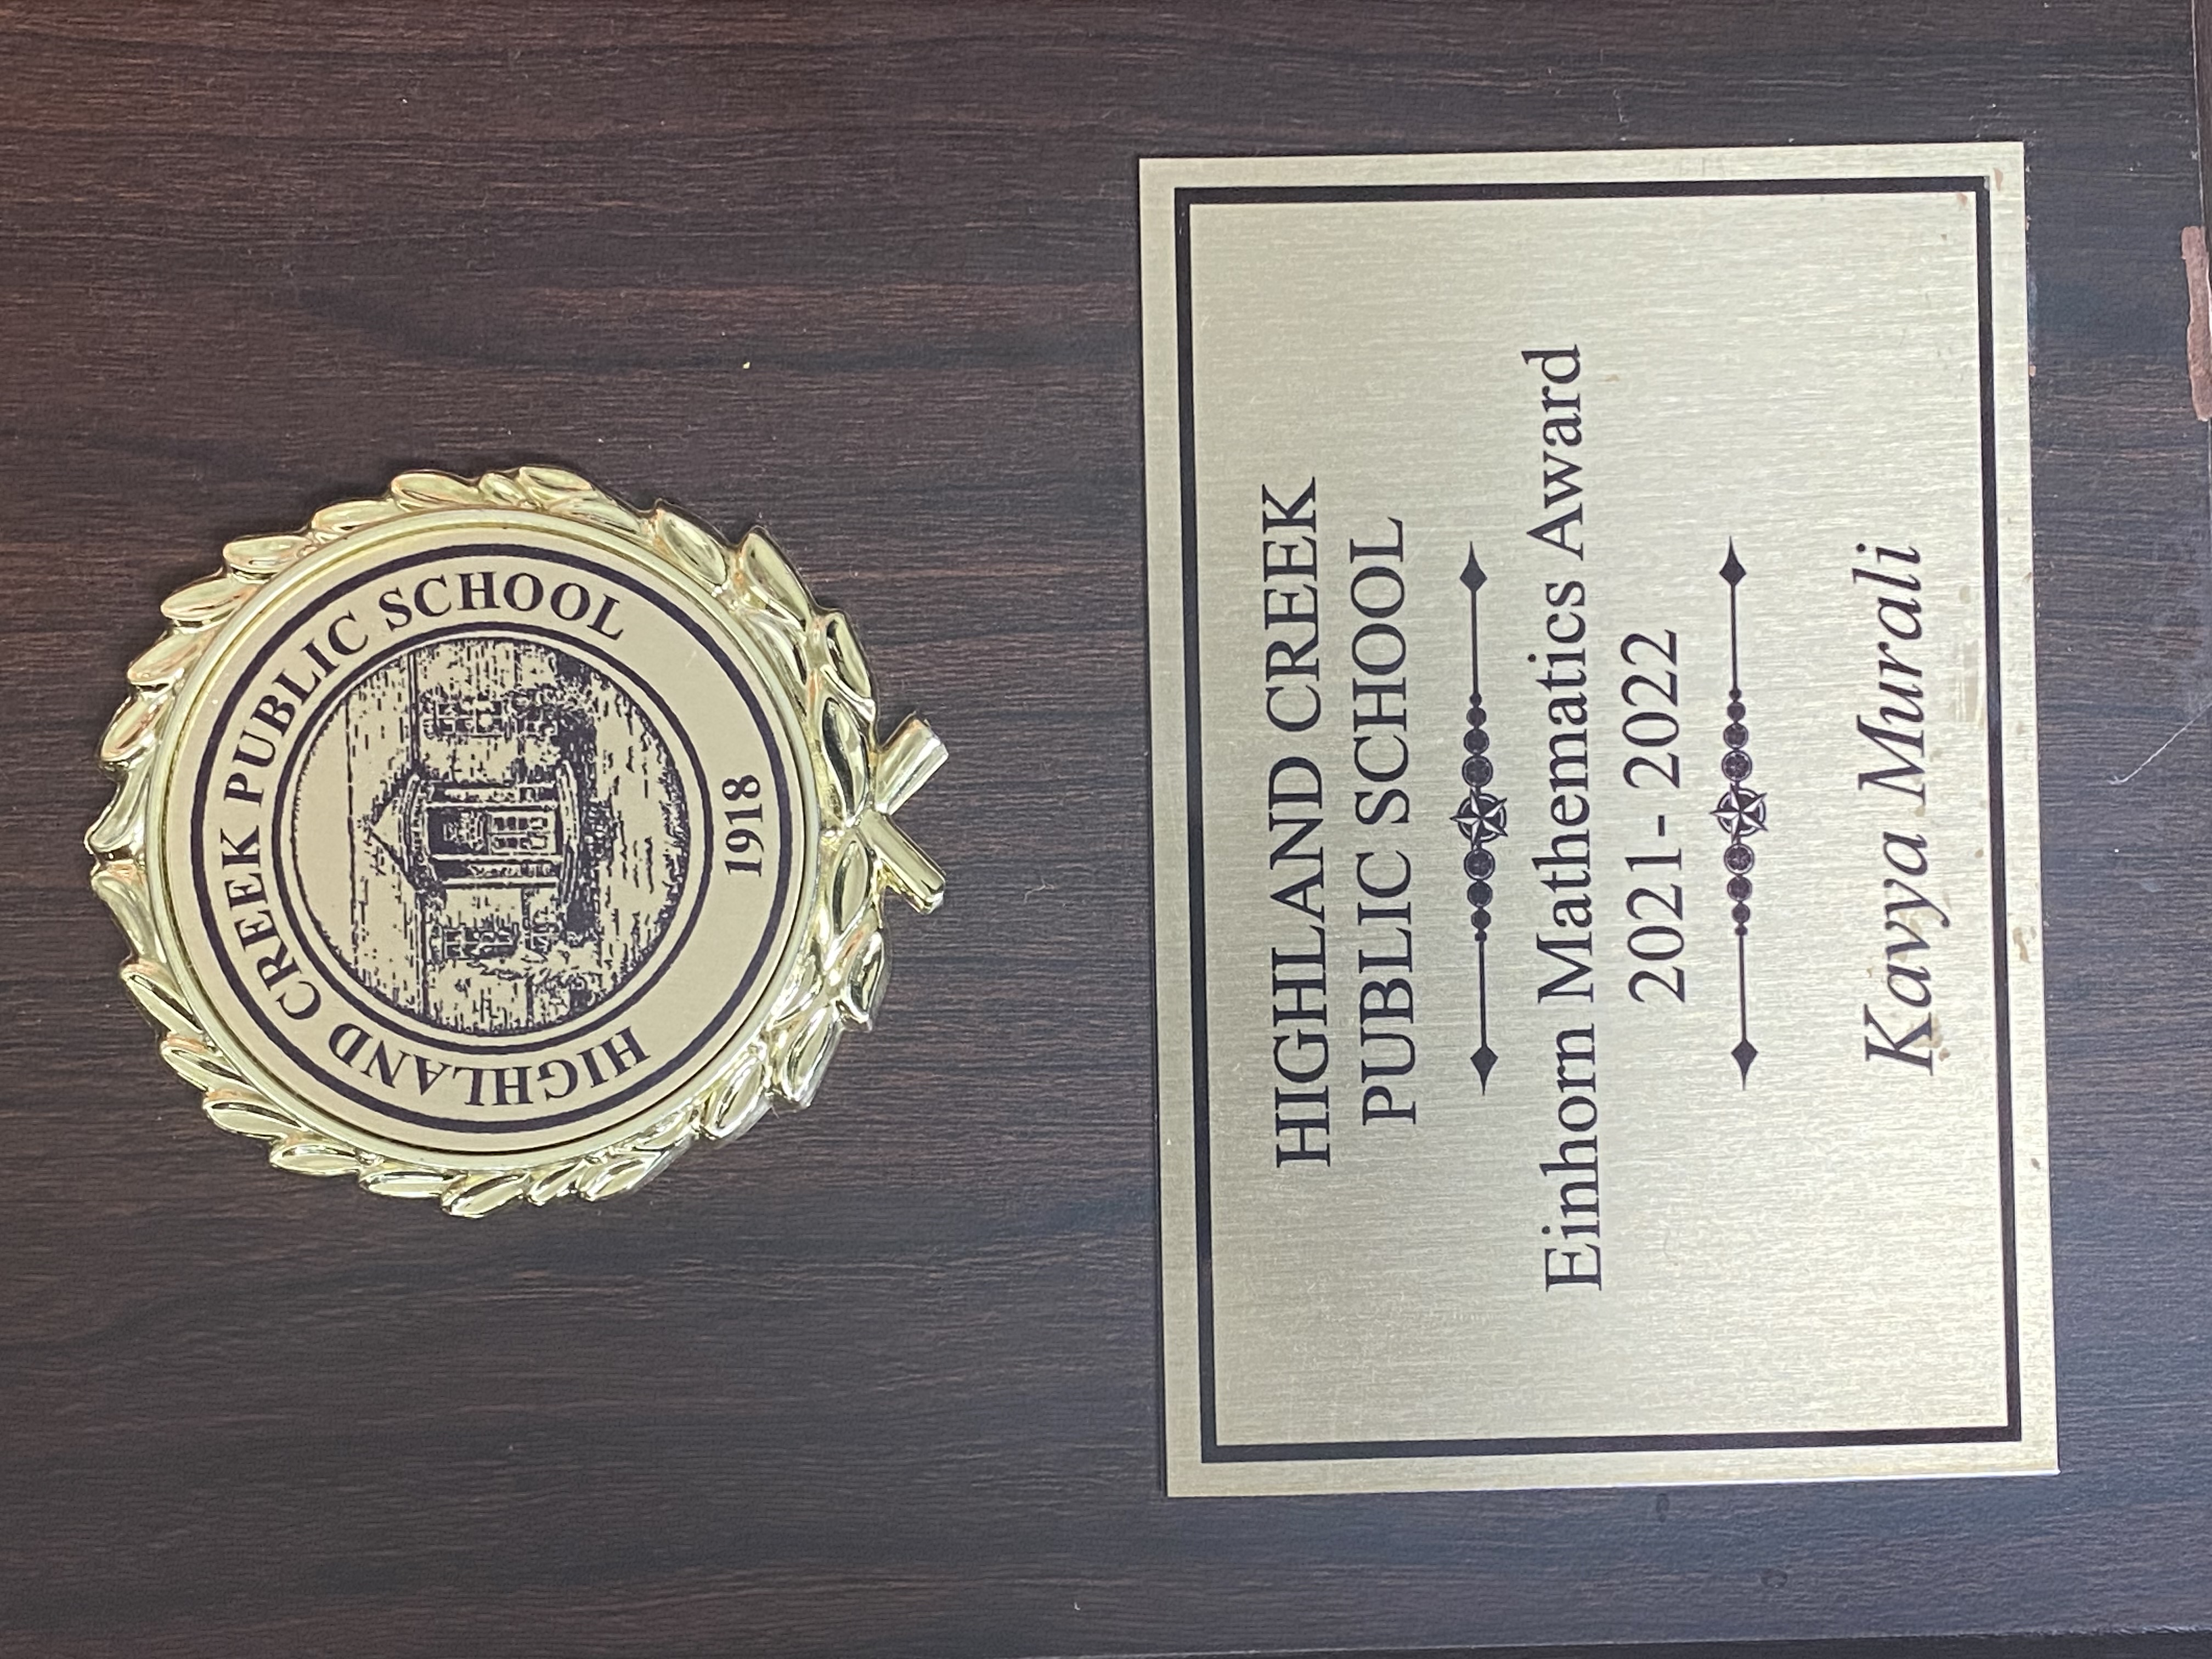 HIGHLAND CREEK PUBLIC SCHOOL
1918
HIGHLAND CREEK
PUBLIC SCHOOL
Einhorn Mathematics Award
2021- 2022
Kavya Murali